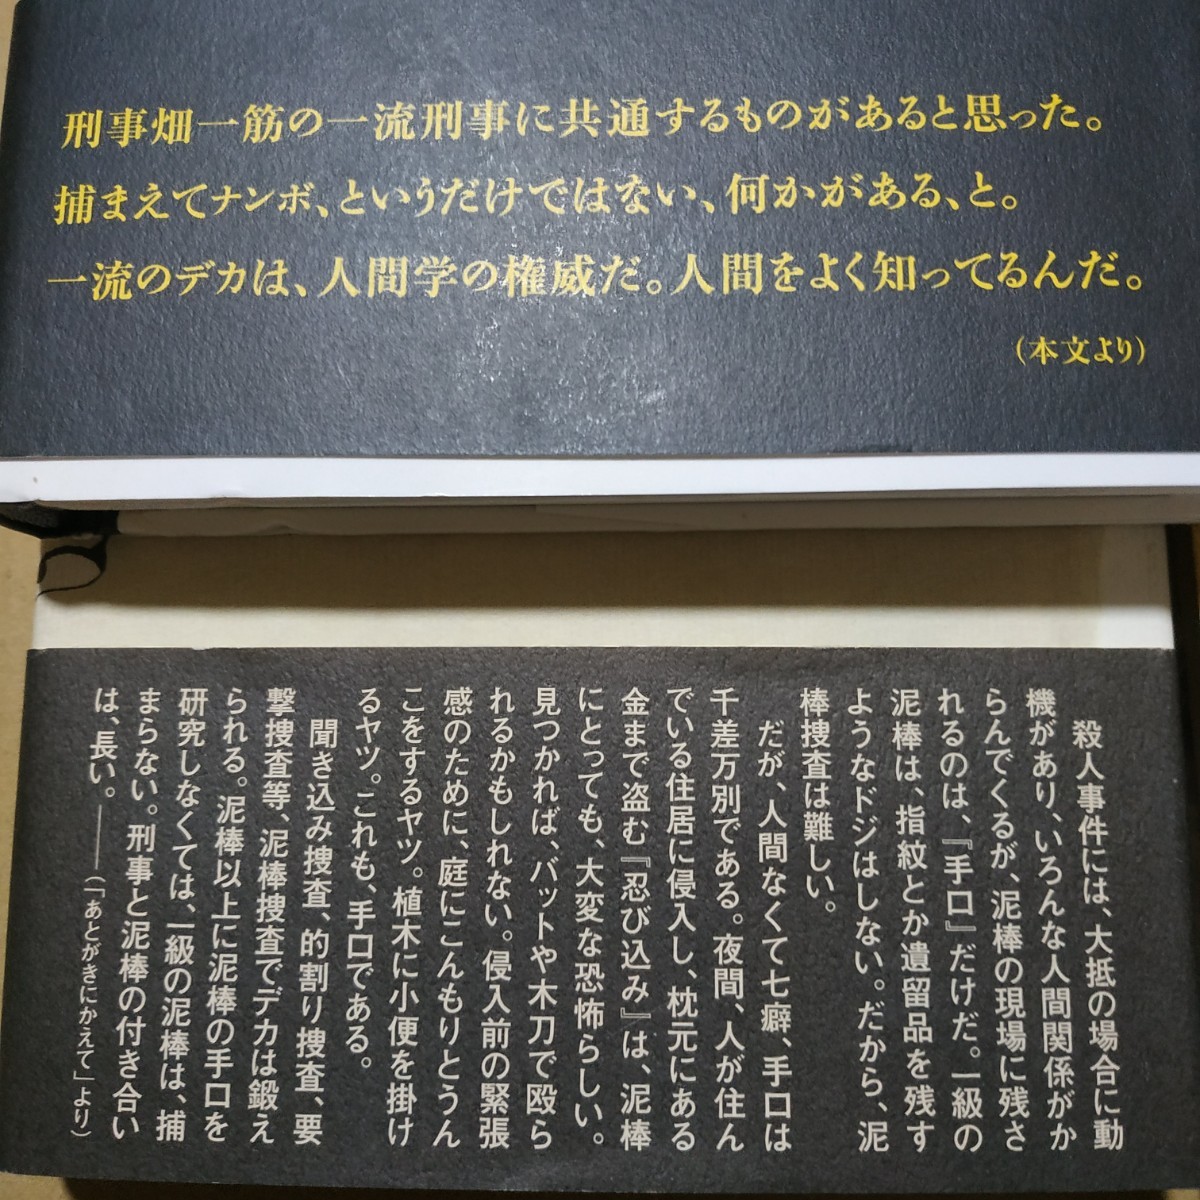 刑事畑一筋の一流刑事に共通するものがあると思った。
捕まえてナンボ、というだけではない、何かがある、と。
一流のデカは、人間学の権威だ。人間をよく知ってるんだ。
（本文より）
殺人事件には、大抵の場合に動
機があり、いろんな人間関係がか
らんでくるが、泥棒の現場に残さ
れるのは、『手口』だけだ。一級の
泥棒は、指紋とか遺留品を残す
ようなドジはしない。だから、泥
棒捜査は難しい。
だが、人間なくて七癖、手口は
千差万別である。夜間、人が住ん
でいる住居に侵入し、枕元にある
金まで盗む『忍び込み』は、泥棒
にとっても、大変な恐怖らしい。
見つかれば、バットや木刀で殴ら
れるかもしれない。侵入前の緊張
感のために、庭にこんもりとうん
こをするヤツ。植木に小便を掛け
るヤツ。これも、手口である。
聞き込み捜査、的割り捜査、要
撃捜査等、泥棒捜査でデカは鍛え
られる。泥棒以上に泥棒の手口を
研究しなくては、一級の泥棒は、捕
まらない。刑事と泥棒の付き合い
は、長い。――（「あとがきにかえて」より）